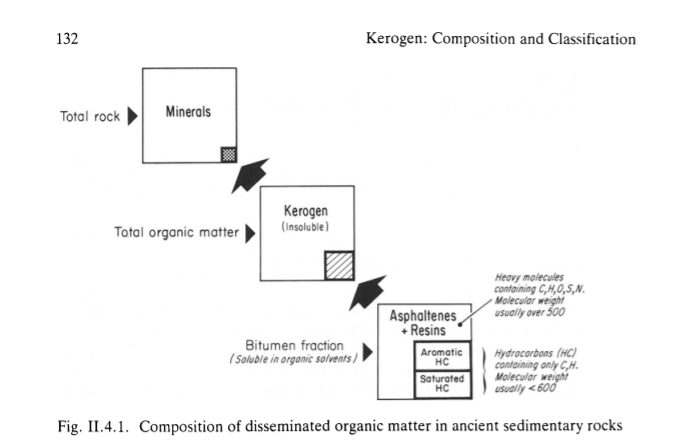 132
Kerogen: Composition and Classification
Total rock
Minerals
Total organic matter
Kerogen
(Insoluble)
Heavy molecules
containing C,H,O,S,N.
Molecular weight
usually over 500
Asphaltenes
+ Resins
Bitumen fraction
(Soluble in organic solvents)
Aromatic
HC
Saturated
HC
Hydrocarbons (HC)
containing only C,H.
Molecular weight
usually <600
Fig. II.4.1. Composition of disseminated organic matter in ancient sedimentary rocks